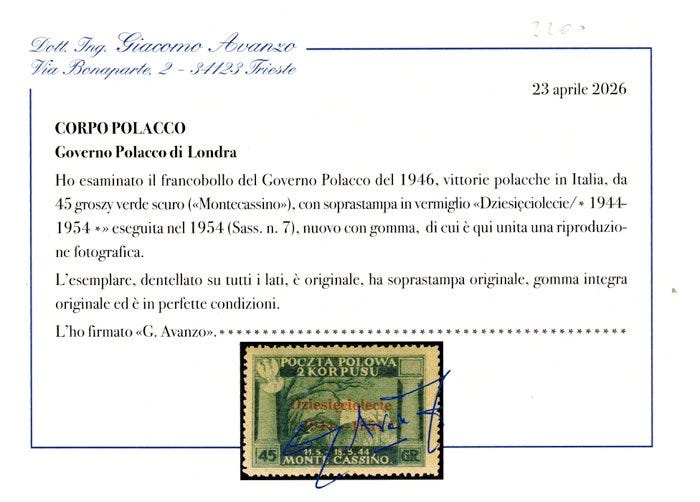 2200
Dott. Ing. Giacomo Avanzo
Via Bonaparte, 2 - 34123 Trieste
23 aprile 2026
CORPO POLACCO
Governo Polacco di Londra
Ho esaminato il francobollo del Governo Polacco del 1946, vittorie polacche in Italia, da
45 groszy verde scuro («Montecassino»), con soprastampa in vermiglio «Dziesięciolecie/* 1944-
1954 *» eseguita nel 1954 (Sass. n. 7), nuovo con gomma, di cui è qui unita una riproduzio-
ne fotografica.
L'esemplare, dentellato su tutti i lati, è originale, ha soprastampa originale, gomma integra
originale ed è in perfette condizioni.
L'ho firmato «G. Avanzo». ******************************************************
POCZTA POLOWA
2 KORPUSU
Dziesięciolecie
45 GR
MONTE CASSINO